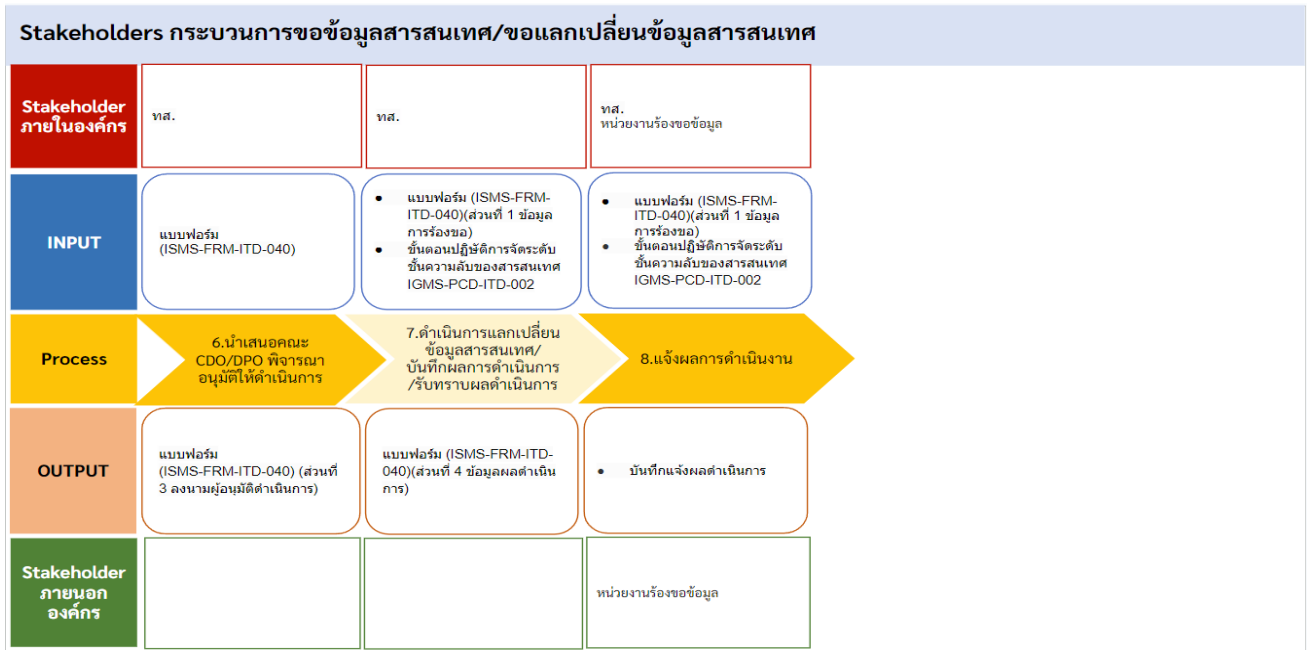 Stakeholders กระบวนการขอข้อมูลสารสนเทศ/ขอแลกเปลี่ยนข้อมูลสารสนเทศ
Stakeholder
ภายในองค์กร
ทส.
ทส.
ทส.
หน่วยงานร้องขอข้อมูล
INPUT
แบบฟอร์ม
(ISMS-FRM-ITD-040)
● แบบฟอร์ม (ISMS-FRM-
ITD-040)(ส่วนที่ 1 ข้อมูล
การร้องขอ)
● ขั้นตอนปฏิบัติการจัดระดับ
ชั้นความลับของสารสนเทศ
IGMS-PCD-ITD-002
● แบบฟอร์ม (ISMS-FRM-
ITD-040)(ส่วนที่ 1 ข้อมูล
การร้องขอ)
● ขั้นตอนปฏิบัติการจัดระดับ
ชั้นความลับของสารสนเทศ
IGMS-PCD-ITD-002
Process
6.นำเสนอคณะ
CDO/DPO พิจารณา
อนุมัติให้ดำเนินการ
7.ดำเนินการแลกเปลี่ยน
ข้อมูลสารสนเทศ/
บันทึกผลการดำเนินการ
/รับทราบผลดำเนินการ
8.แจ้งผลการดำเนินงาน
OUTPUT
แบบฟอร์ม
(ISMS-FRM-ITD-040) (ส่วนที่
3 ลงนามผู้อนุมัติดำเนินการ)
แบบฟอร์ม (ISMS-FRM-ITD-
040)(ส่วนที่ 4 ข้อมูลผลดำเนิน
การ)
● บันทึกแจ้งผลดำเนินการ
Stakeholder
ภายนอก
องค์กร
หน่วยงานร้องขอข้อมูล